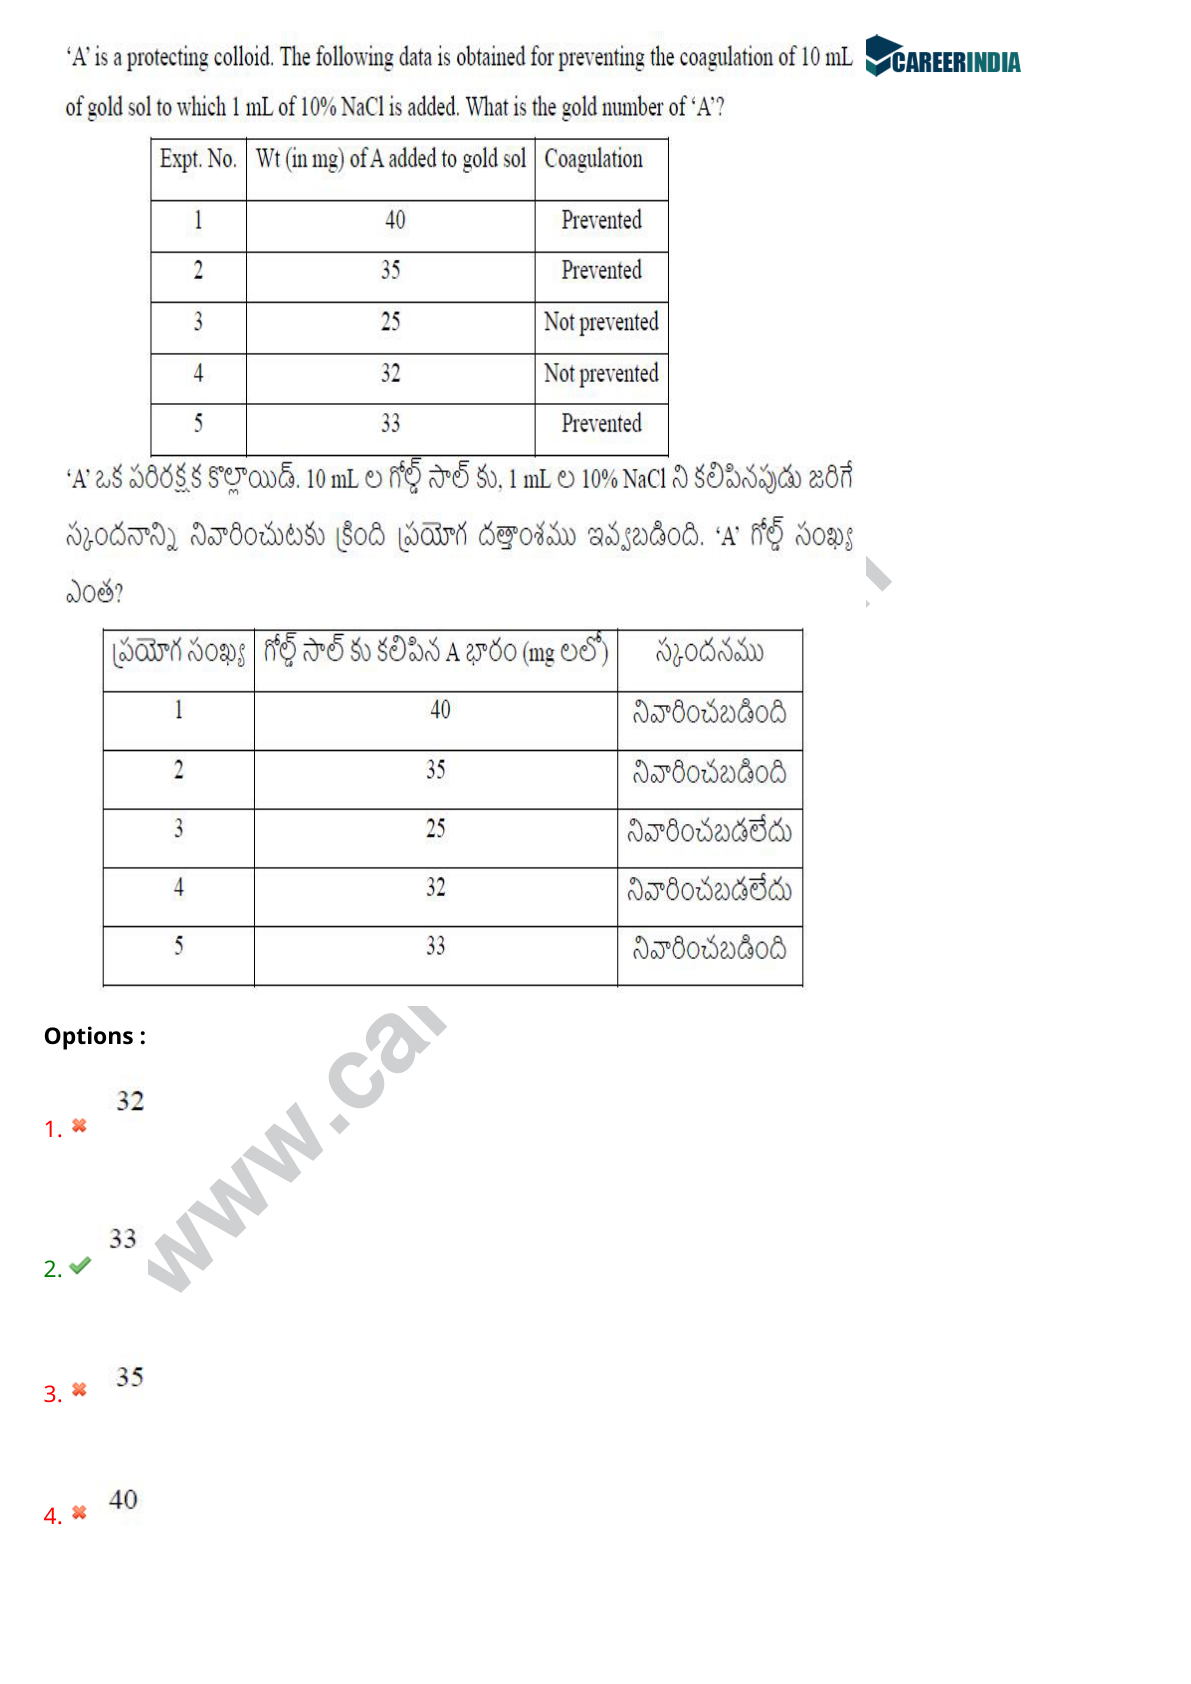 ‘A’ is a protecting colloid. The following data is obtained for preventing the coagulation of 10 mL
CAREERINDIA
of gold sol to which 1 mL of 10% NaCl is added. What is the gold number of ‘A’?
Expt. No. Wt (in mg) of A added to gold sol Coagulation
1 40 Prevented
2 35 Prevented
3 25 Not prevented
4 32 Not prevented
5 33 Prevented
‘A’ ఒక పరిరక్షక కొల్లాయిడ్. 10 mL ల గోల్డ్ సాల్ కు, 1 mL ల 10% NaCl ని కలిపినపుడు జరిగే
స్కందనాన్ని నివారించుటకు క్రింది ప్రయోగ దత్తాంశము ఇవ్వబడింది. ‘A’ గోల్డ్ సంఖ్య
ఎంత?
ప్రయోగ సంఖ్య గోల్డ్ సాల్ కు కలిపిన A భారం (mg లలో) స్కందనము
1 40 నివారించబడింది
2 35 నివారించబడింది
3 25 నివారించబడలేదు
4 32 నివారించబడలేదు
5 33 నివారించబడింది
Options :
1. 32
2. 33
3. 35
4. 40
www.car